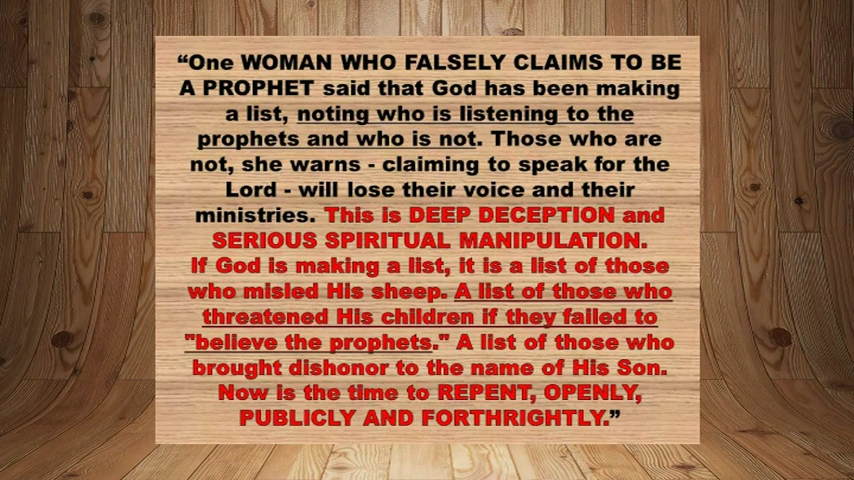 “One WOMAN WHO FALSELY CLAIMS TO BE
A PROPHET said that God has been making
a list, noting who is listening to the
prophets and who is not. Those who are
not, she warns - claiming to speak for the
Lord - will lose their voice and their
ministries. This is DEEP DECEPTION and
SERIOUS SPIRITUAL MANIPULATION.
If God is making a list, it is a list of those
who misled His sheep. A list of those who
threatened His children if they failed to
"believe the prophets." A list of those who
brought dishonor to the name of His Son.
Now is the time to REPENT, OPENLY,
PUBLICLY AND FORTHRIGHTLY.”